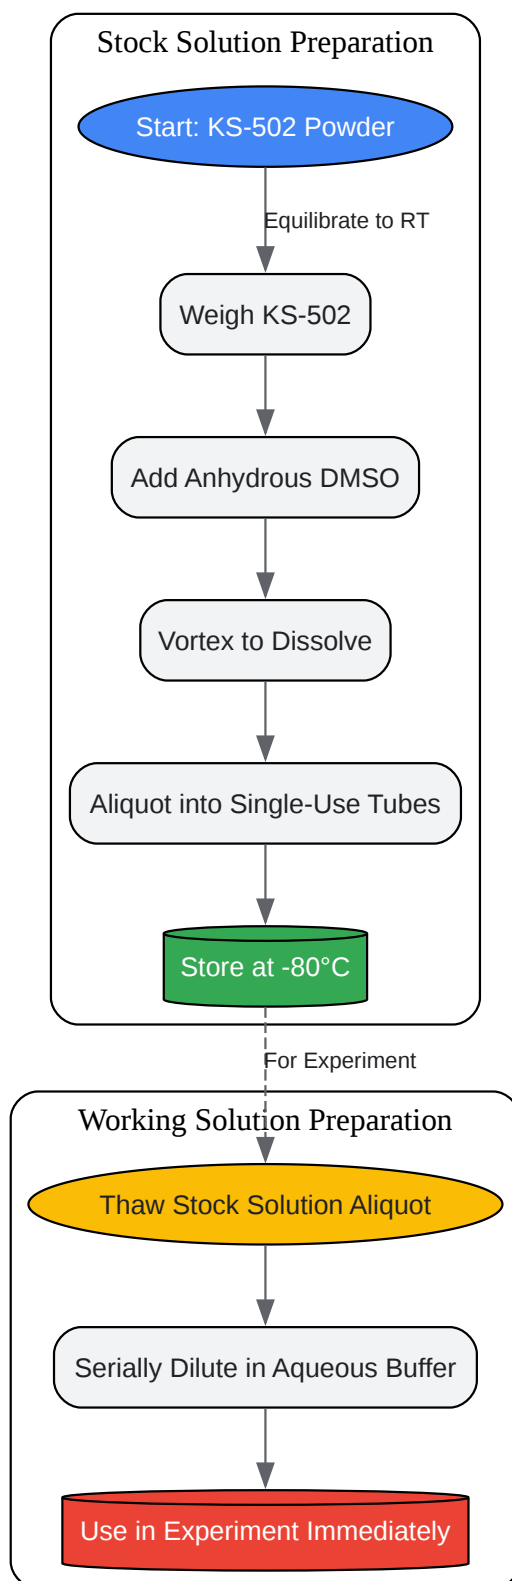 Stock Solution Preparation
Start: KS-502 Powder
Equilibrate to RT
Weigh KS-502
Add Anhydrous DMSO
Vortex to Dissolve
Aliquot into Single-Use Tubes
Store at -80°C
For Experiment
Working Solution Preparation
Thaw Stock Solution Aliquot
Serially Dilute in Aqueous Buffer
Use in Experiment Immediately